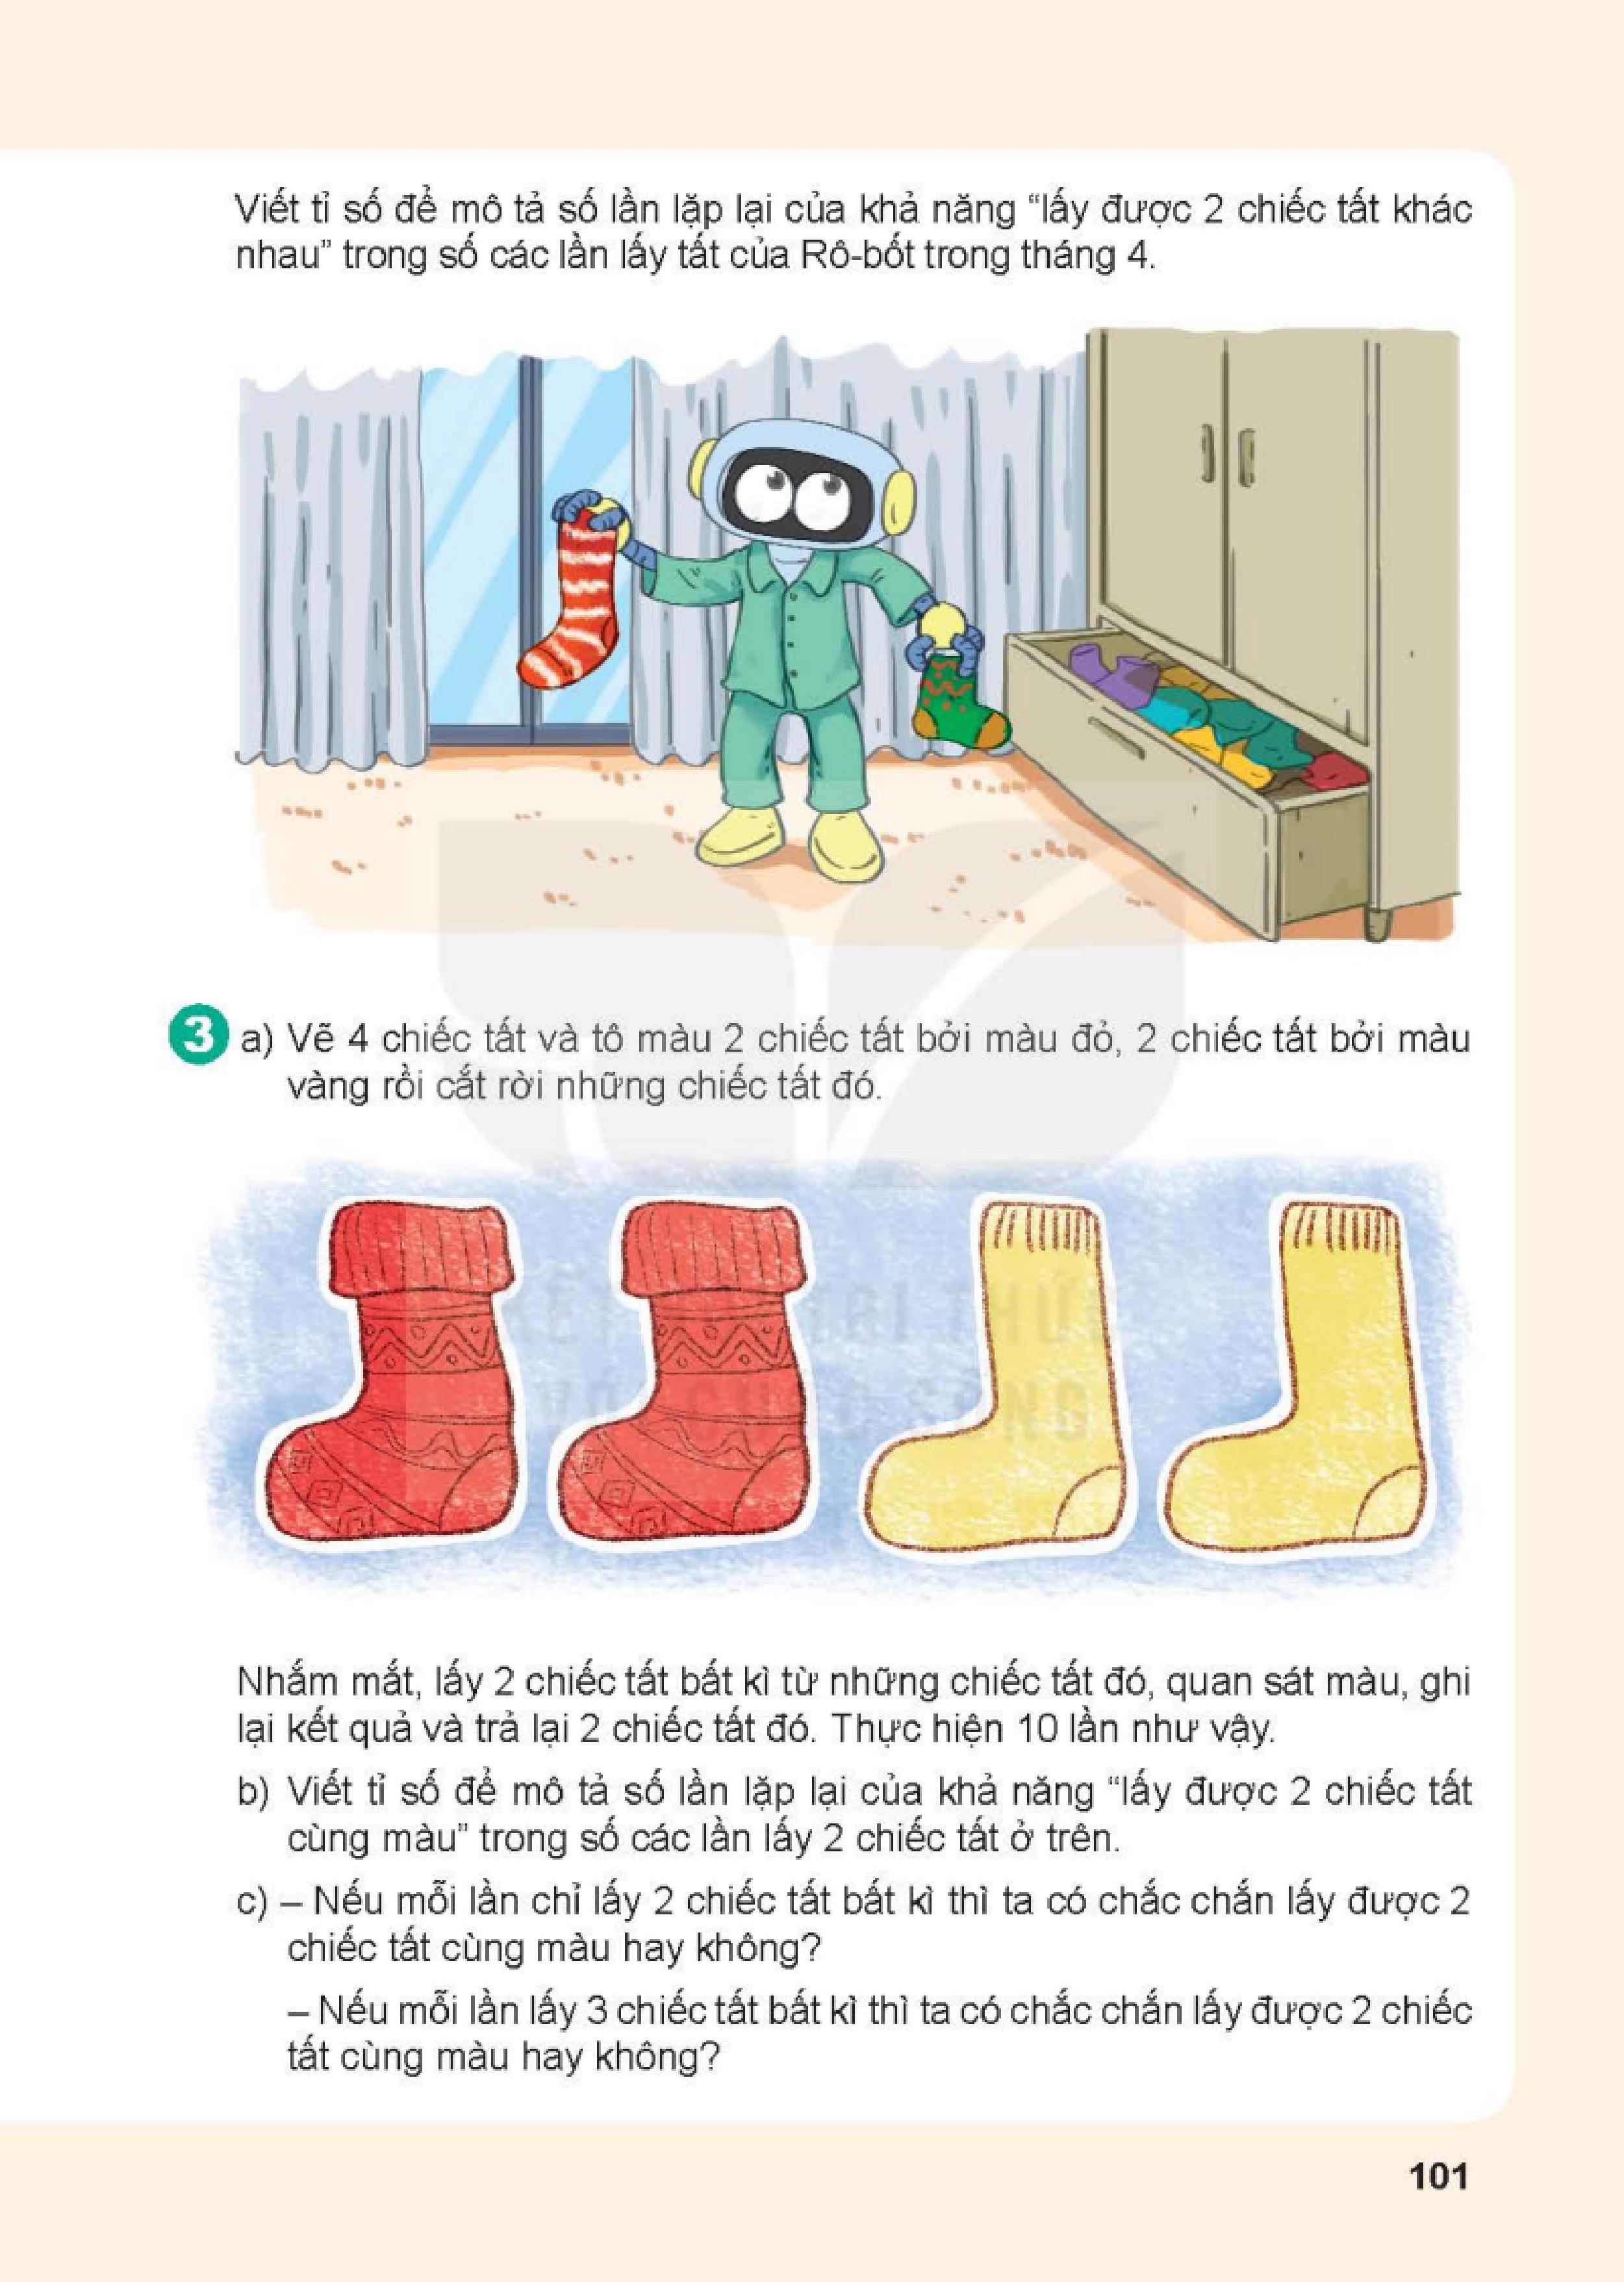 Viết tỉ số để mô tả số lần lặp lại của khả năng “lấy được 2 chiếc tất khác
nhau” trong số các lần lấy tất của Rô-bốt trong tháng 4.
3 a) Vẽ 4 chiếc tất và tô màu 2 chiếc tất bởi màu đỏ, 2 chiếc tất bởi màu
vàng rồi cắt rời những chiếc tất đó.
KẾT NỐI TRI THỨC
VỚI CUỘC SỐNG
Nhắm mắt, lấy 2 chiếc tất bất kì từ những chiếc tất đó, quan sát màu, ghi
lại kết quả và trả lại 2 chiếc tất đó. Thực hiện 10 lần như vậy.
b) Viết tỉ số để mô tả số lần lặp lại của khả năng “lấy được 2 chiếc tất
cùng màu” trong số các lần lấy 2 chiếc tất ở trên.
c) – Nếu mỗi lần chỉ lấy 2 chiếc tất bất kì thì ta có chắc chắn lấy được 2
chiếc tất cùng màu hay không?
– Nếu mỗi lần lấy 3 chiếc tất bất kì thì ta có chắc chắn lấy được 2 chiếc
tất cùng màu hay không?
101